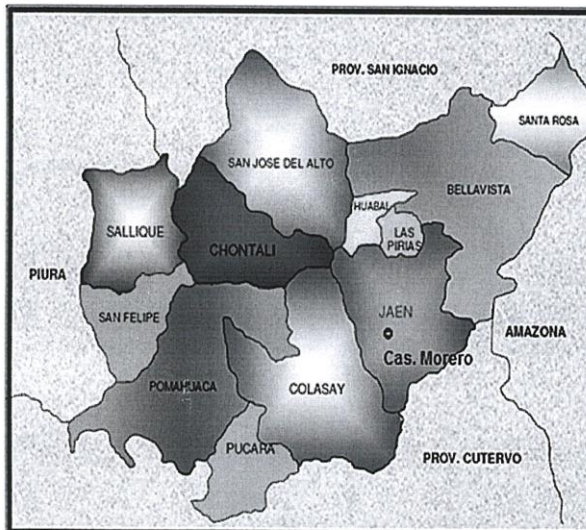 PROV. SAN IGNACIO
SANTA ROSA
SAN JOSE DEL ALTO
BELLAVISTA
HUABAL
SALLIQUE
LAS
PIRIAS
CHONTALI
PIURA
SAN FELIPE
JAEN
AMAZONA
Cas. Morero
POMAHUACA
COLASAY
PUCARA
PROV. CUTERVO